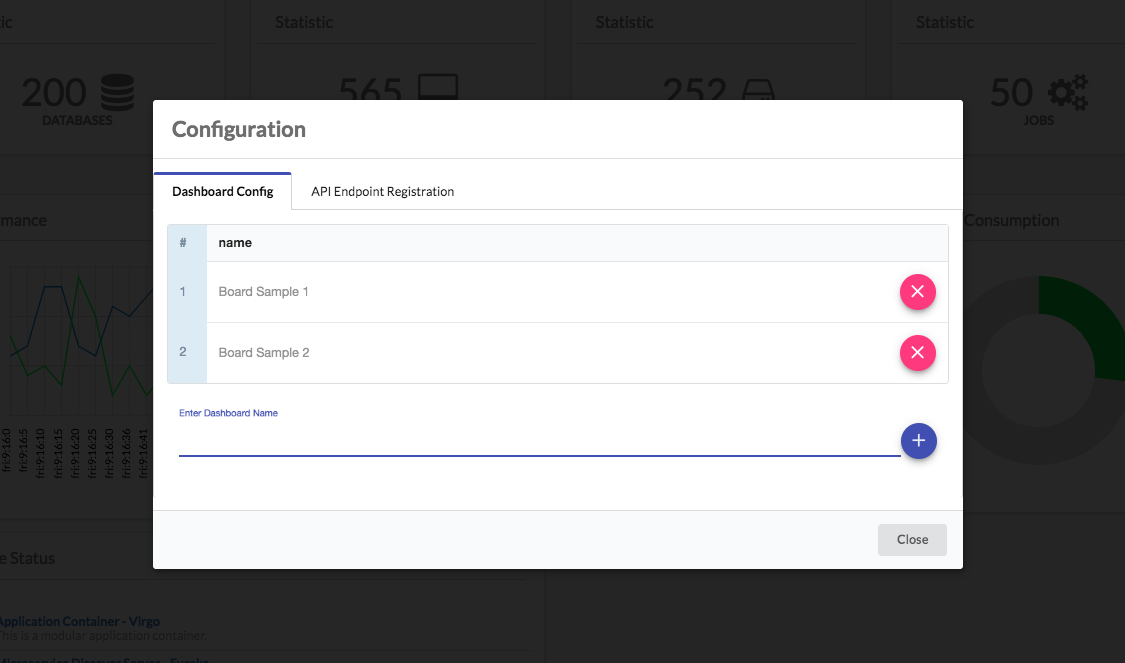 Statistic
Statistic
Statistic
200
565
252
50
DATABASES
JOBS
Configuration
Dashboard Config
API Endpoint Registration
# name
1 Board Sample 1
2 Board Sample 2
Enter Dashboard Name
Close
Consumption
fri:9:16:0
fri:9:16:5
fri:9:16:10
fri:9:16:15
fri:9:16:20
fri:9:16:25
fri:9:16:30
fri:9:16:36
fri:9:16:41
Status
Application Container - Virgo
This is a modular application container.